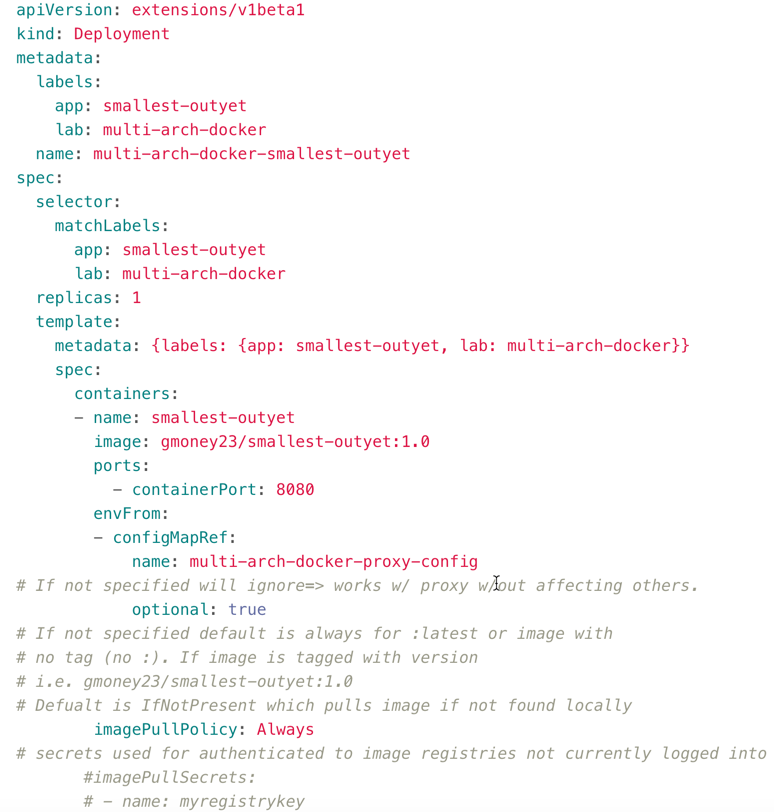 apiVersion: extensions/v1beta1
kind: Deployment
metadata:
  labels:
    app: smallest-outyet
    lab: multi-arch-docker
  name: multi-arch-docker-smallest-outyet
spec:
  selector:
    matchLabels:
      app: smallest-outyet
      lab: multi-arch-docker
  replicas: 1
  template:
    metadata: {labels: {app: smallest-outyet, lab: multi-arch-docker}}
    spec:
      containers:
      - name: smallest-outyet
        image: gmoney23/smallest-outyet:1.0
        ports:
          - containerPort: 8080
        envFrom:
        - configMapRef:
            name: multi-arch-docker-proxy-config
# If not specified will ignore=> works w/ proxy w/out affecting others.
            optional: true
# If not specified default is always for :latest or image with
# no tag (no :). If image is tagged with version
# i.e. gmoney23/smallest-outyet:1.0
# Defualt is IfNotPresent which pulls image if not found locally
        imagePullPolicy: Always
# secrets used for authenticated to image registries not currently logged into
       #imagePullSecrets:
       # - name: myregistrykey